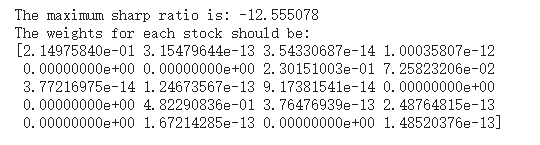 The maximum sharp ratio is: -12.555078
The weights for each stock should be:
[2.14975840e-01 3.15479644e-13 3.54330687e-14 1.00035807e-12
0.00000000e+00 0.00000000e+00 2.30151003e-01 7.25823206e-02
3.77216975e-14 1.24673567e-13 9.17381541e-14 0.00000000e+00
0.00000000e+00 4.82290836e-01 3.76476939e-13 2.48764815e-13
0.00000000e+00 1.67214285e-13 0.00000000e+00 1.48520376e-13]